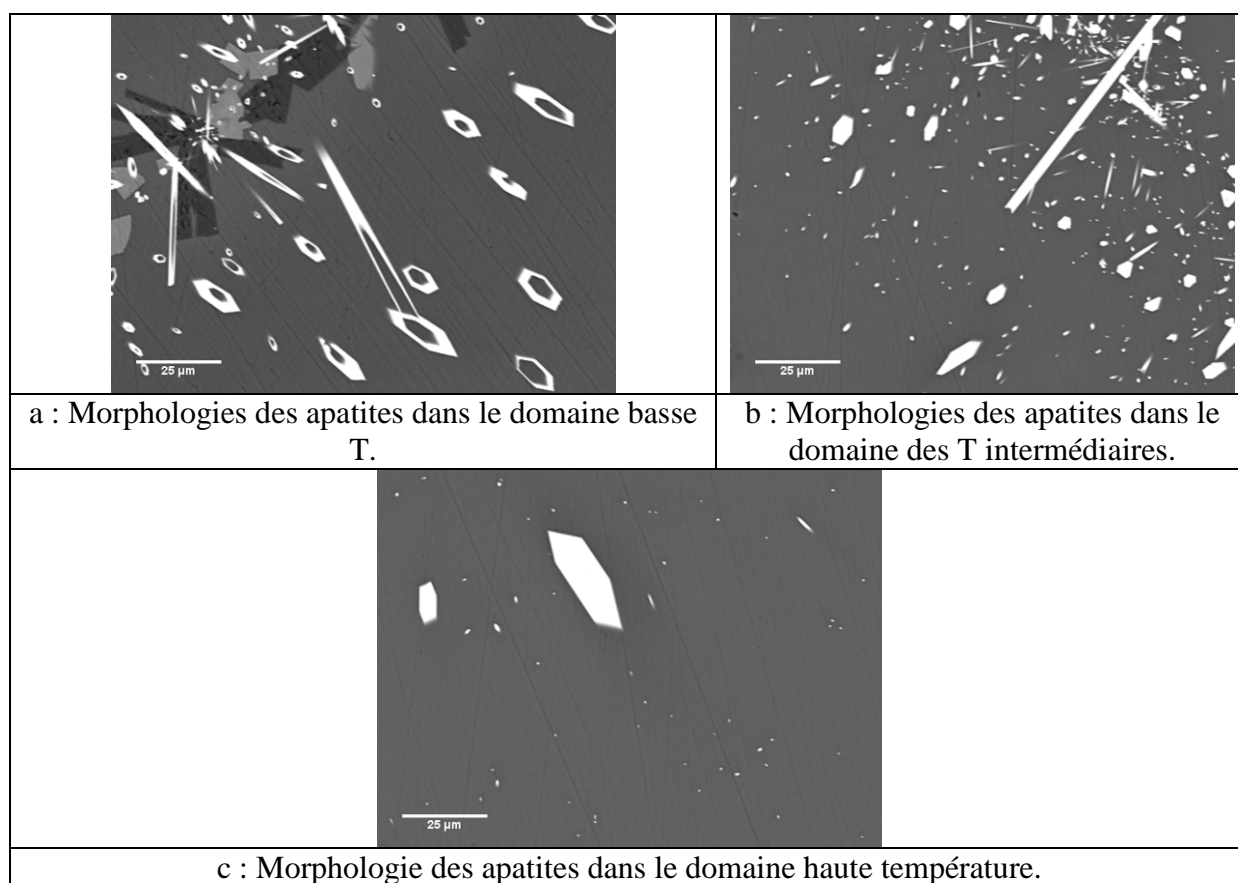 25 µm
25 µm
a : Morphologies des apatites dans le domaine basse
T.
b : Morphologies des apatites dans le
domaine des T intermédiaires.
25 µm
c : Morphologie des apatites dans le domaine haute température.